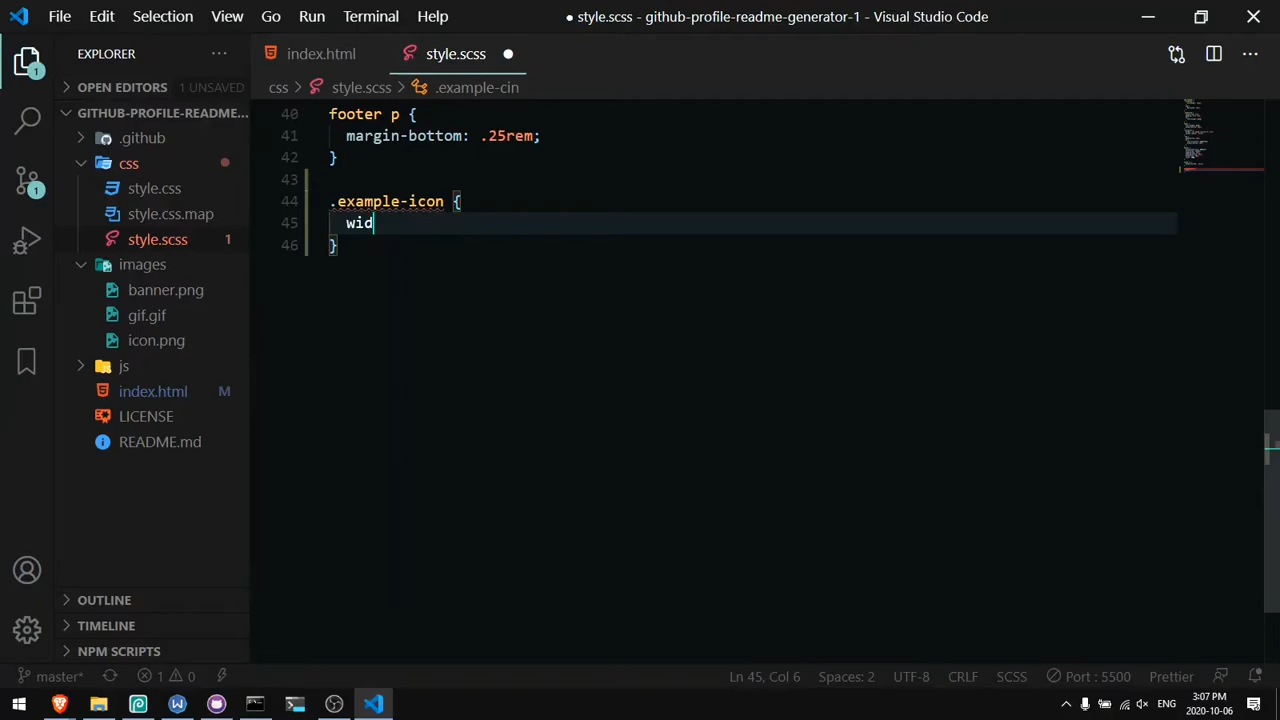 File Edit Selection View Go Run Terminal Help
● style.scss - github-profile-readme-generator-1 - Visual Studio Code
EXPLORER
OPEN EDITORS 1 UNSAVED
GITHUB-PROFILE-README...
.github
css
style.css
style.css.map
style.scss 1
images
banner.png
gif.gif
icon.png
js
index.html M
LICENSE
README.md
OUTLINE
TIMELINE
NPM SCRIPTS
1
1
index.html style.scss
css > style.scss > .example-cin
40 footer p {
41 margin-bottom: .25rem;
42 }
43
44 .example-icon {
45 wid
46 }
master* 1 0 Ln 45, Col 6 Spaces: 2 UTF-8 CRLF SCSS Port : 5500 Prettier
3:07 PM
ENG
2020-10-06